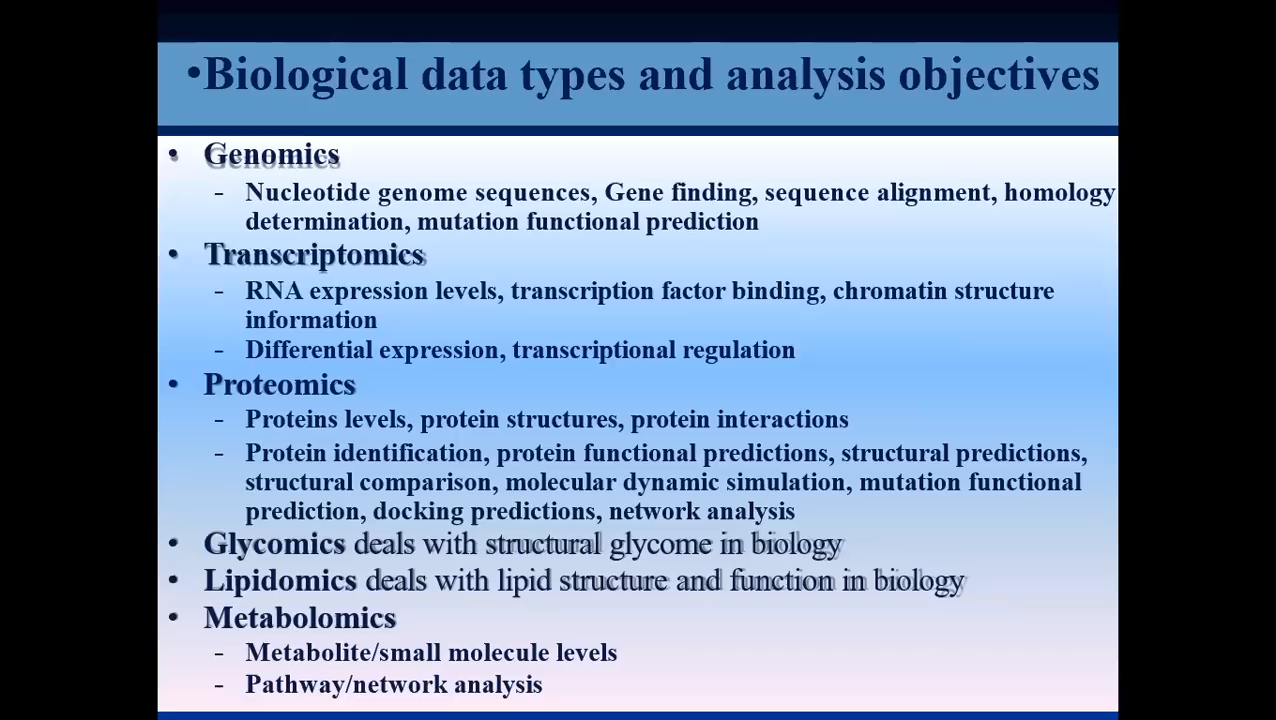 •Biological data types and analysis objectives
• Genomics
- Nucleotide genome sequences, Gene finding, sequence alignment, homology
determination, mutation functional prediction
• Transcriptomics
- RNA expression levels, transcription factor binding, chromatin structure
information
- Differential expression, transcriptional regulation
• Proteomics
- Proteins levels, protein structures, protein interactions
- Protein identification, protein functional predictions, structural predictions,
structural comparison, molecular dynamic simulation, mutation functional
prediction, docking predictions, network analysis
• Glycomics deals with structural glycome in biology
• Lipidomics deals with lipid structure and function in biology
• Metabolomics
- Metabolite/small molecule levels
- Pathway/network analysis